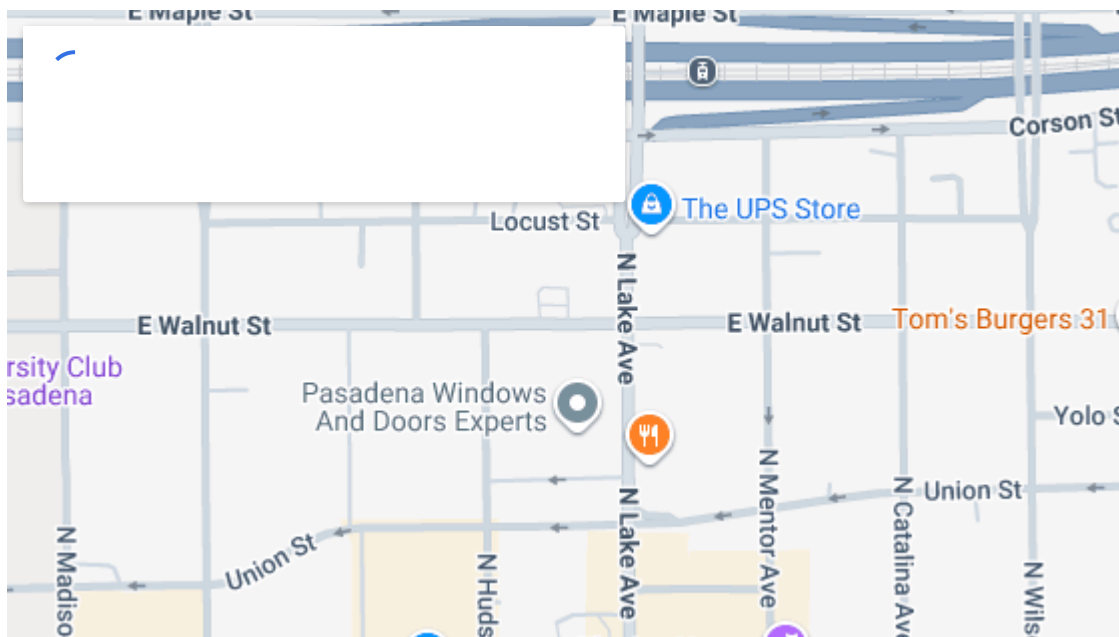 E Maple St
E Maple St
Corson St
Locust St
The UPS Store
N Lake Ave
E Walnut St
E Walnut St
Tom's Burgers 31
rsity Club
sadena
Pasadena Windows
And Doors Experts
Yolo S
N Mentor Ave
N Catalina Ave
Union St
N Lake Ave
Union St
N Madiso
N Huds
N Wils